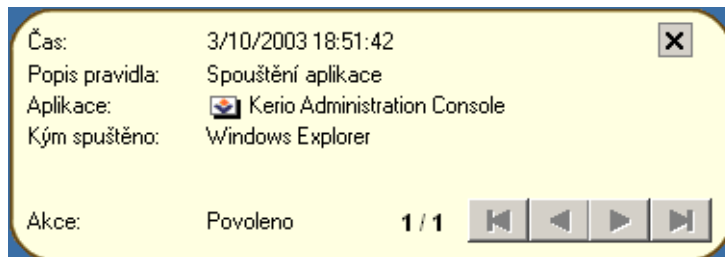 Čas: 3/10/2003 18:51:42
Popis pravidla: Spouštění aplikace
Aplikace: Kerio Administration Console
Kým spuštěno: Windows Explorer
Akce: Povoleno 1 / 1